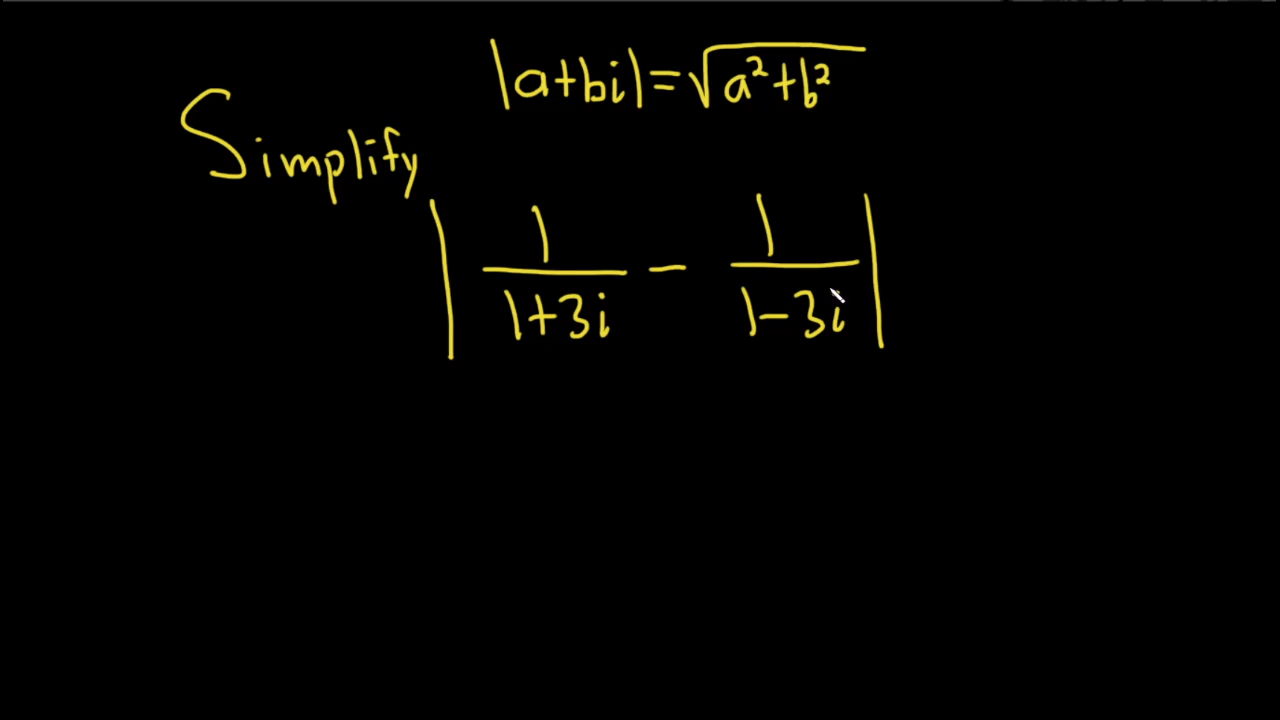 |a+bi|=√a²+b²
Simplify
| 1/1+3i - 1/1-3i |